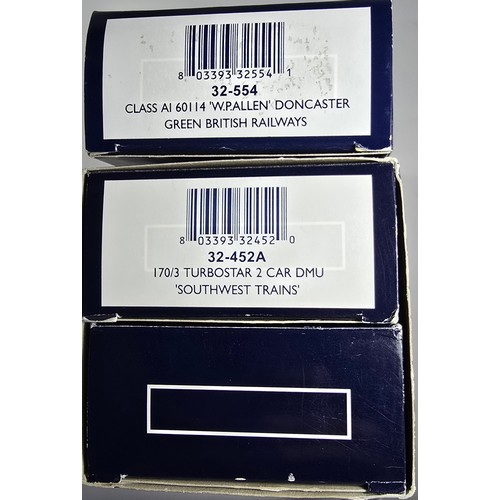 8 03393 32554 1
32-554
CLASS A1 60114 'W.P.ALLEN' DONCASTER
GREEN BRITISH RAILWAYS
8 03393 32452 0
32-452A
170/3 TURBOSTAR 2 CAR DMU
'SOUTHWEST TRAINS'